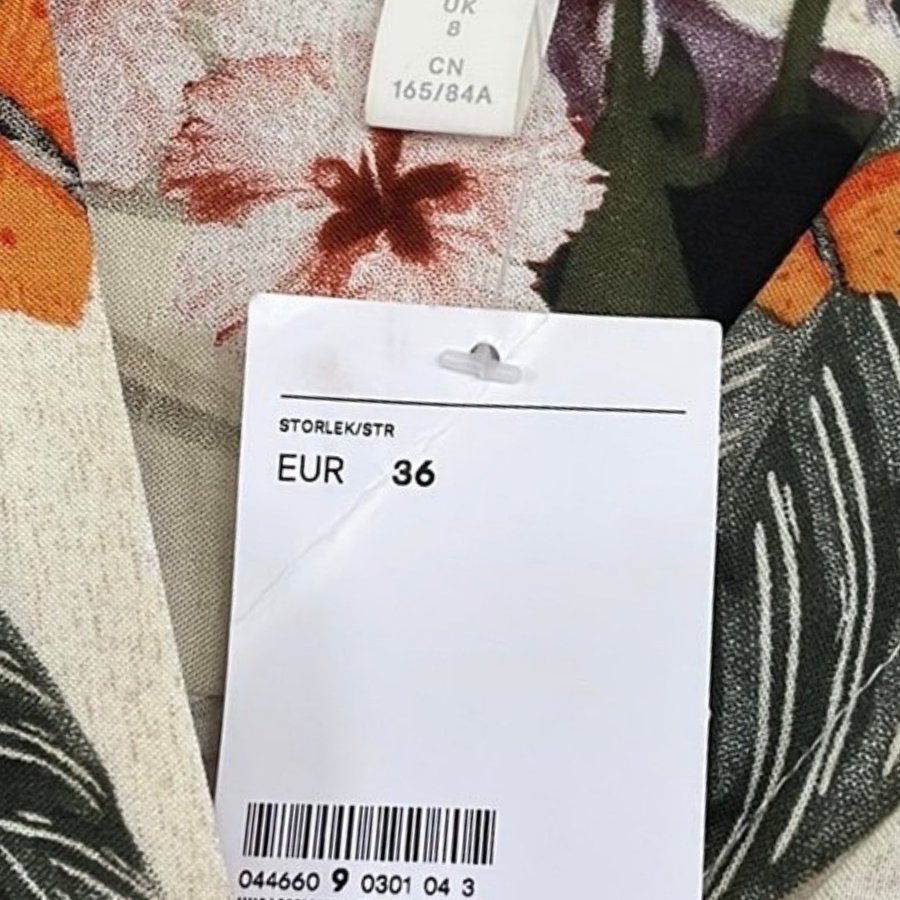 UK
8
CN
165/84A
STORLEK/STR
EUR 36
044660 9 0301 04 3